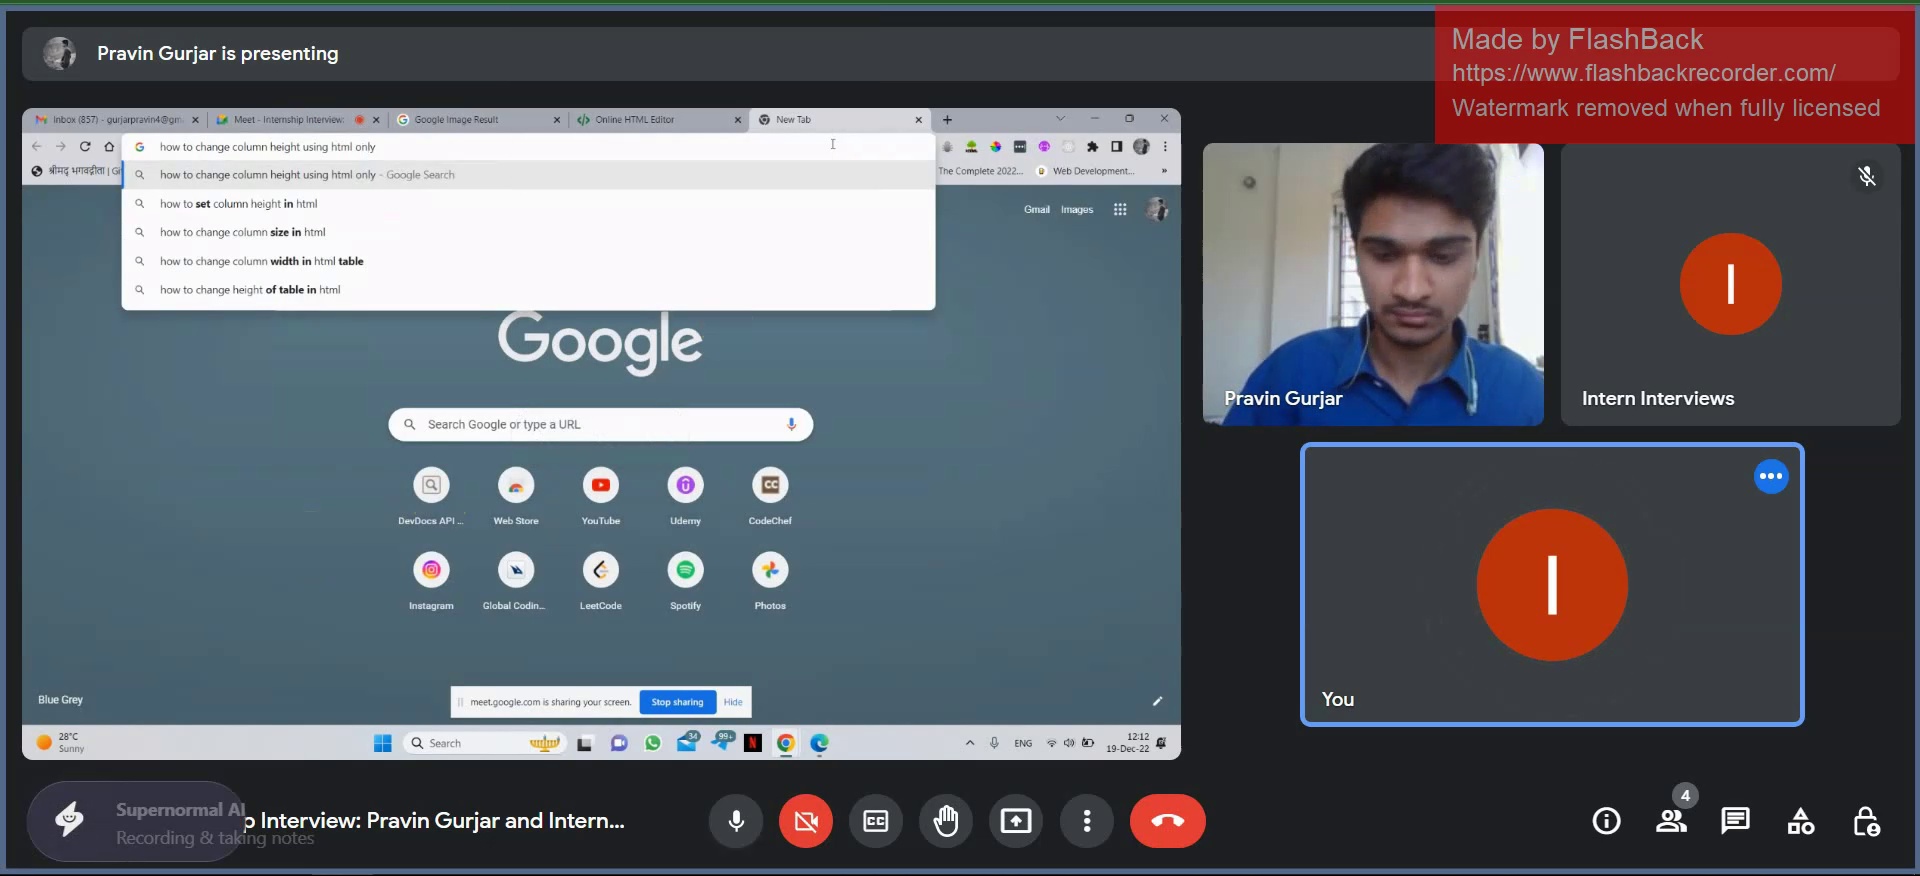 Pravin Gurjar is presenting
Made by FlashBack
https://www.flashbackrecorder.com/
Watermark removed when fully licensed
Inbox (857) - gurjarpravin4@gm
Meet - Internship Interview:
Google Image Result
Online HTML Editor
New Tab
how to change column height using html only
श्रीमद् भगवद्गीता | Gi
The Complete 2022...
Web Development...
»
how to change column height using html only - Google Search
how to set column height in html
how to change column size in html
how to change column width in html table
how to change height of table in html
Gmail
Images
Google
Search Google or type a URL
DevDocs API ...
Web Store
YouTube
Udemy
CodeChef
Instagram
Global Codin...
LeetCode
Spotify
Photos
Blue Grey
meet.google.com is sharing your screen.
Stop sharing
Hide
28°C
Sunny
Search
34
99+
N
ENG
12:12
19-Dec-22
Pravin Gurjar
I
Intern Interviews
I
You
Supernormal AI
Recording & taking notes
p Interview: Pravin Gurjar and Intern...
4